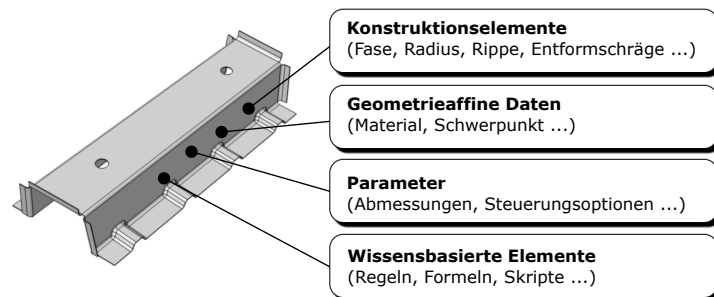 Konstruktionselemente
(Fase, Radius, Rippe, Entformschräge ...)
Geometrieaffine Daten
(Material, Schwerpunkt ...)
Parameter
(Abmessungen, Steuerungsoptionen ...)
Wissensbasierte Elemente
(Regeln, Formeln, Skripte ...)